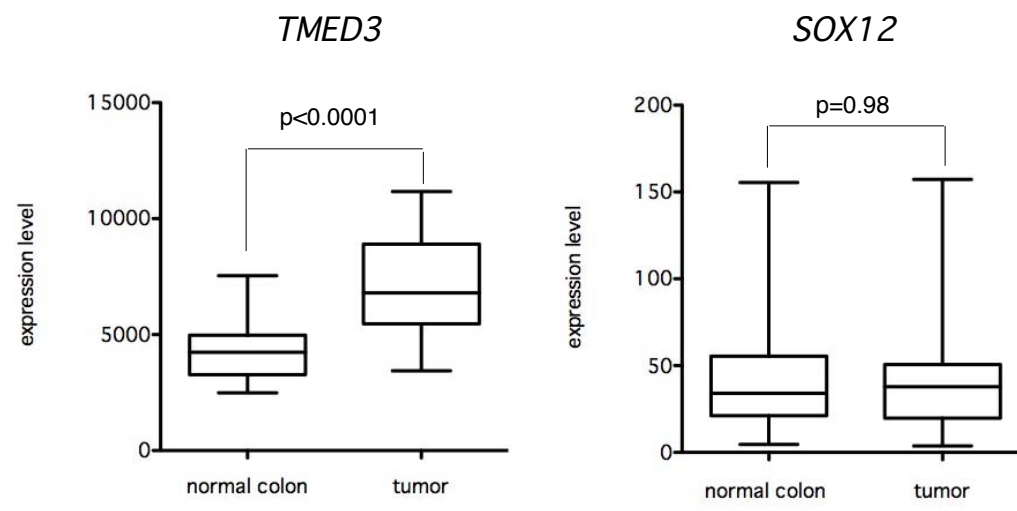 TMED3
15000
p<0.0001
10000
5000
0
expression level
normal colon
tumor
SOX12
200
p=0.98
150
100
50
0
expression level
normal colon
tumor